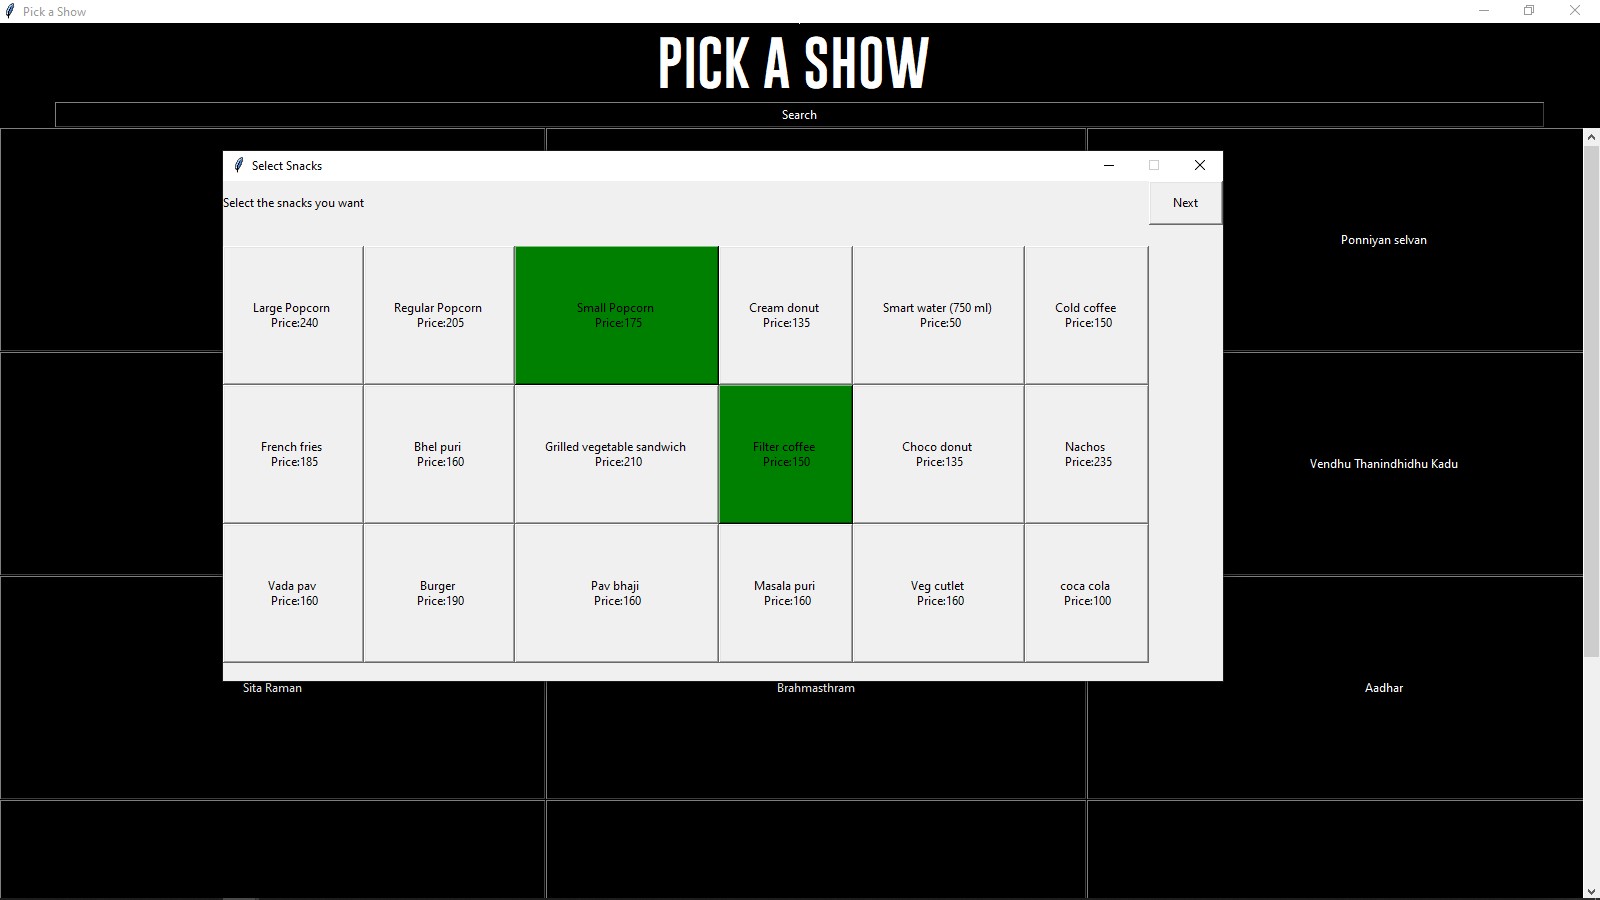 Pick a Show
PICK A SHOW
Search
Select Snacks
Select the snacks you want
Next
Large Popcorn
Price:240
Regular Popcorn
Price:205
Small Popcorn
Price:175
Cream donut
Price:135
Smart water (750 ml)
Price:50
Cold coffee
Price:150
French fries
Price:185
Bhel puri
Price:160
Grilled vegetable sandwich
Price:210
Filter coffee
Price:150
Choco donut
Price:135
Nachos
Price:235
Vada pav
Price:160
Burger
Price:190
Pav bhaji
Price:160
Masala puri
Price:160
Veg cutlet
Price:160
coca cola
Price:100
Ponniyan selvan
Vendhu Thanindhidhu Kadu
Sita Raman
Brahmasthram
Aadhar